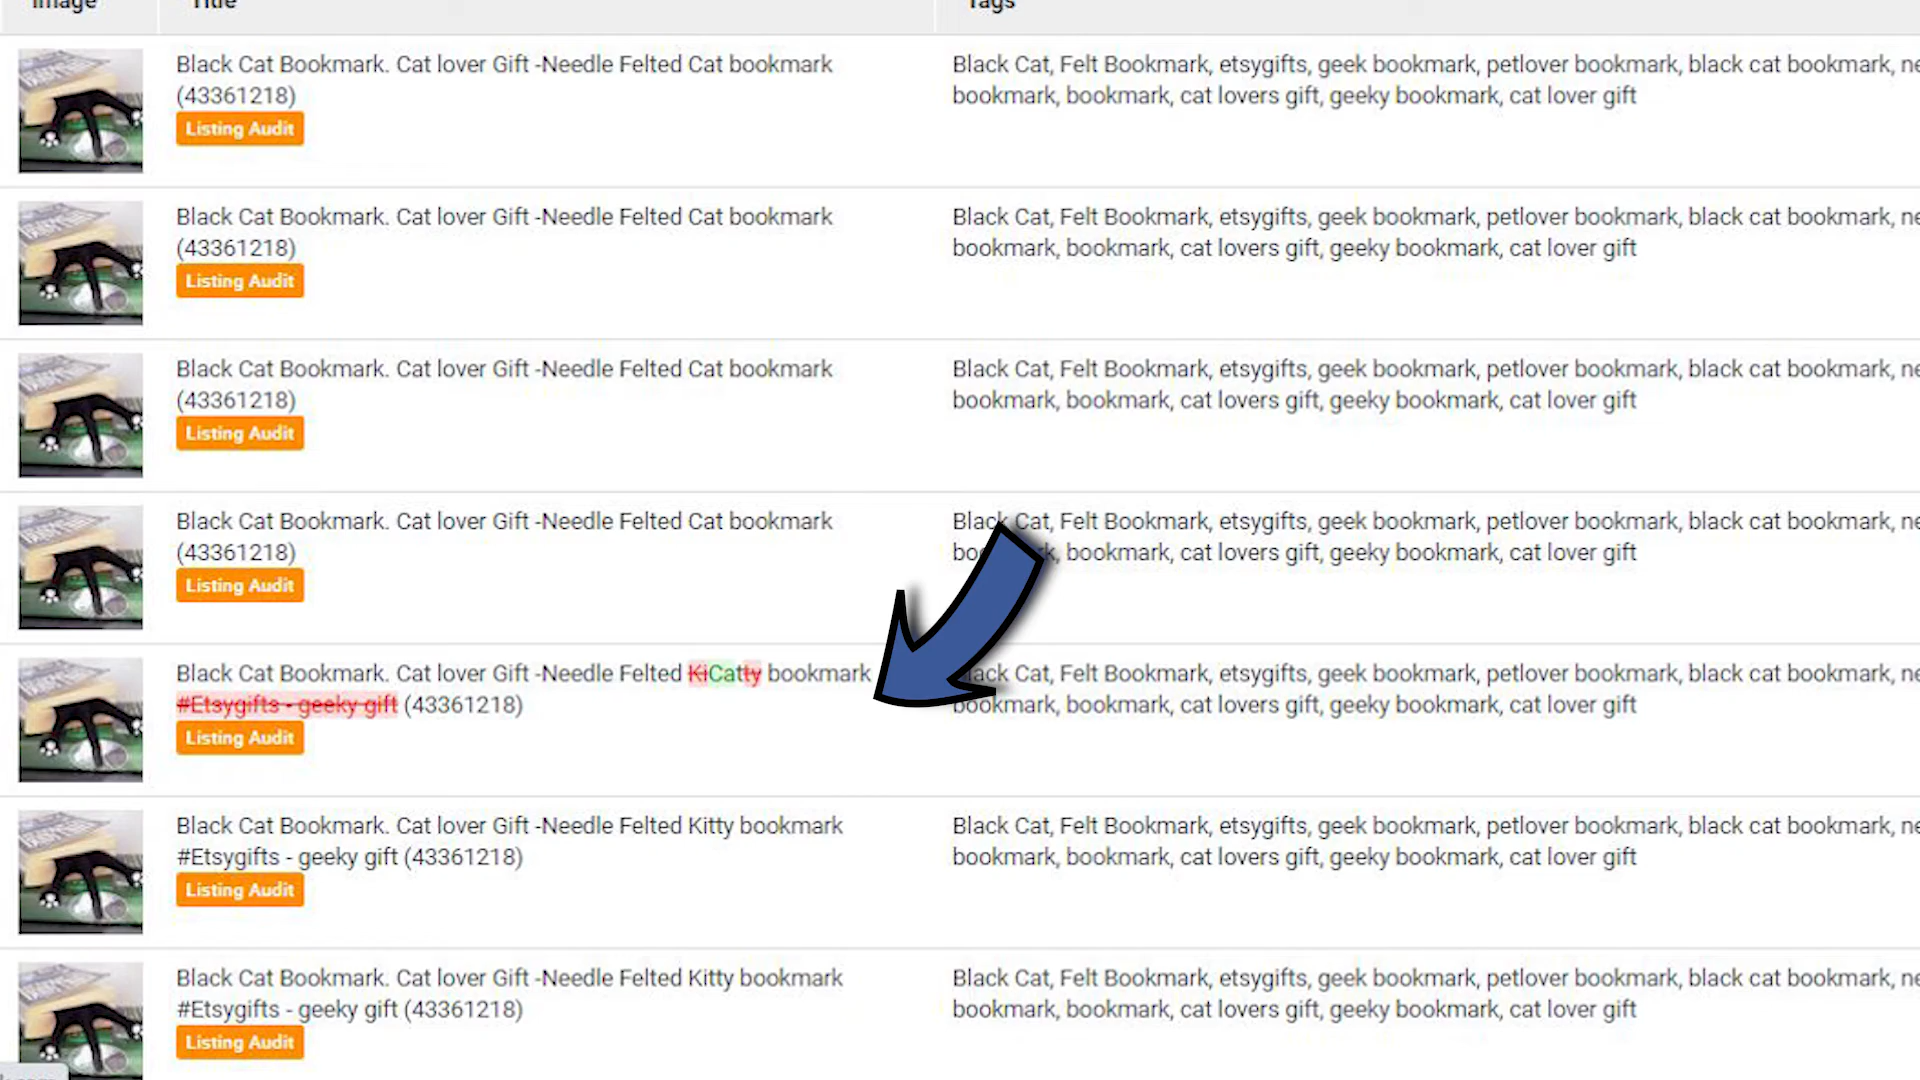 Image Title Tags
Black Cat Bookmark. Cat lover Gift -Needle Felted Cat bookmark
(43361218)
Listing Audit
Black Cat, Felt Bookmark, etsygifts, geek bookmark, petlover bookmark, black cat bookmark, ne
bookmark, bookmark, cat lovers gift, geeky bookmark, cat lover gift
Black Cat Bookmark. Cat lover Gift -Needle Felted Cat bookmark
(43361218)
Listing Audit
Black Cat, Felt Bookmark, etsygifts, geek bookmark, petlover bookmark, black cat bookmark, ne
bookmark, bookmark, cat lovers gift, geeky bookmark, cat lover gift
Black Cat Bookmark. Cat lover Gift -Needle Felted Cat bookmark
(43361218)
Listing Audit
Black Cat, Felt Bookmark, etsygifts, geek bookmark, petlover bookmark, black cat bookmark, ne
bookmark, bookmark, cat lovers gift, geeky bookmark, cat lover gift
Black Cat Bookmark. Cat lover Gift -Needle Felted Cat bookmark
(43361218)
Listing Audit
Black Cat, Felt Bookmark, etsygifts, geek bookmark, petlover bookmark, black cat bookmark, ne
bookmark, cat lovers gift, geeky bookmark, cat lover gift
Black Cat Bookmark. Cat lover Gift -Needle Felted KiCatty bookmark
#Etsygifts - geeky gift (43361218)
Listing Audit
Cat, Felt Bookmark, etsygifts, geek bookmark, petlover bookmark, black cat bookmark, ne
bookmark, bookmark, cat lovers gift, geeky bookmark, cat lover gift
Black Cat Bookmark. Cat lover Gift -Needle Felted Kitty bookmark
#Etsygifts - geeky gift (43361218)
Listing Audit
Black Cat, Felt Bookmark, etsygifts, geek bookmark, petlover bookmark, black cat bookmark, ne
bookmark, bookmark, cat lovers gift, geeky bookmark, cat lover gift
Black Cat Bookmark. Cat lover Gift -Needle Felted Kitty bookmark
#Etsygifts - geeky gift (43361218)
Listing Audit
Black Cat, Felt Bookmark, etsygifts, geek bookmark, petlover bookmark, black cat bookmark, ne
bookmark, bookmark, cat lovers gift, geeky bookmark, cat lover gift